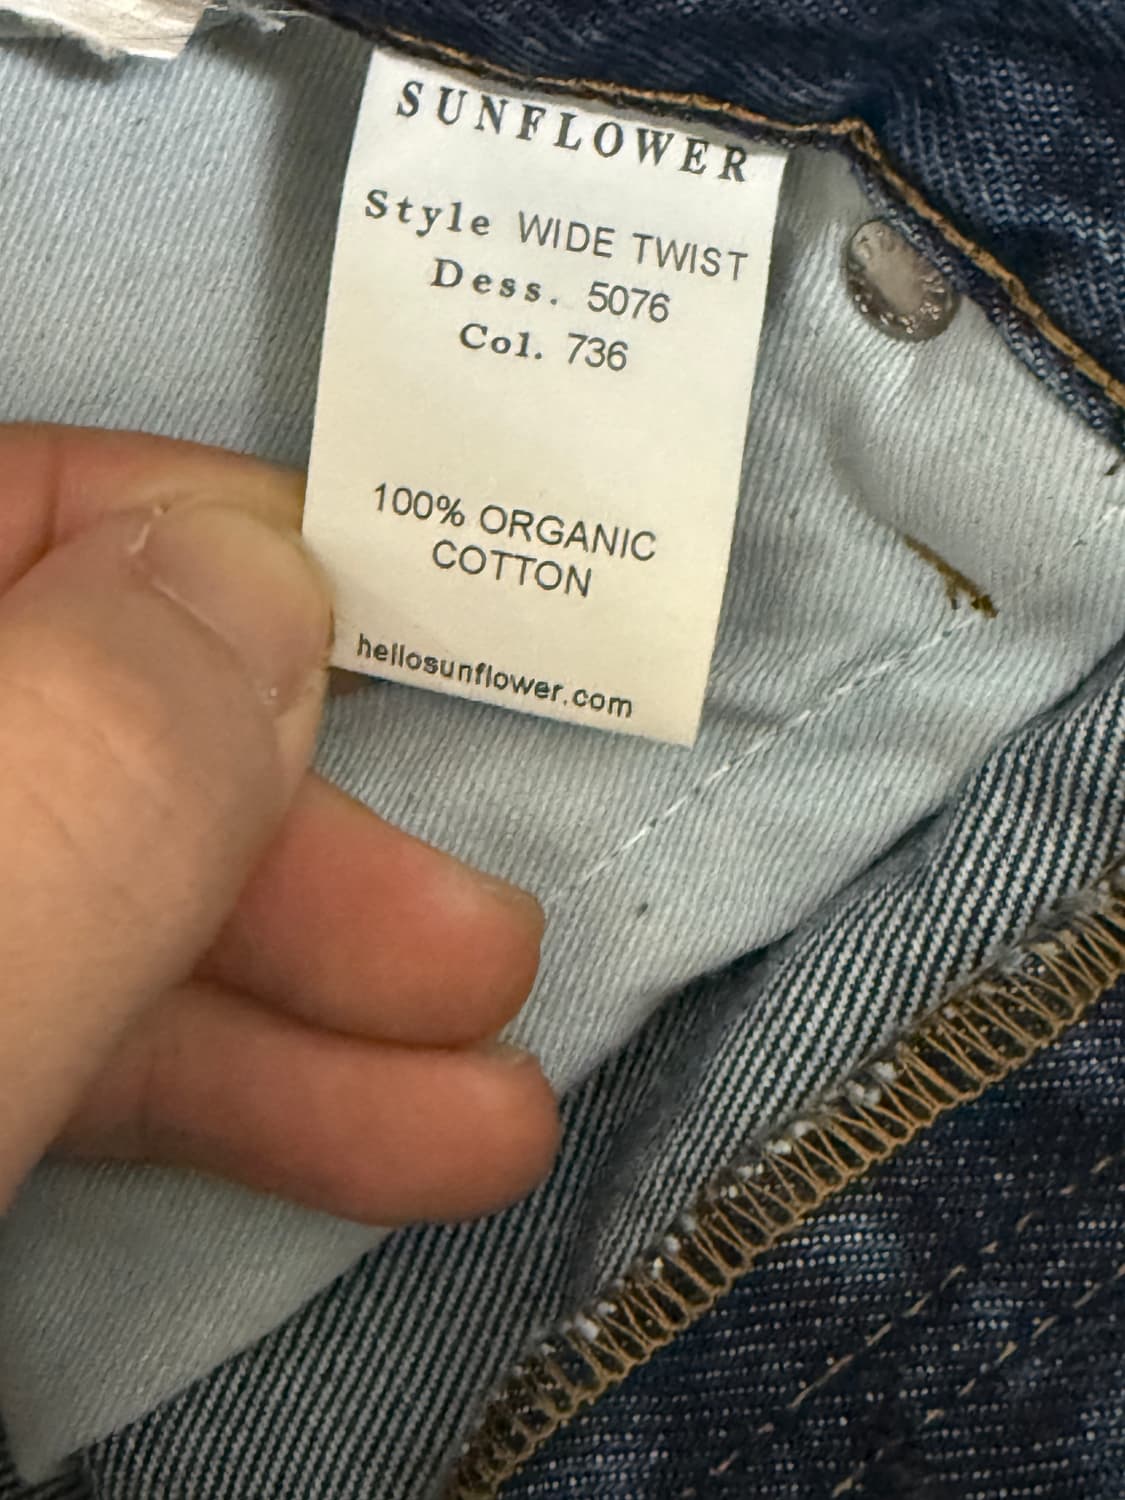 SUNFLOWER
Style WIDE TWIST
Dess. 5076
Col. 736
100% ORGANIC
COTTON
hellosunflower.com